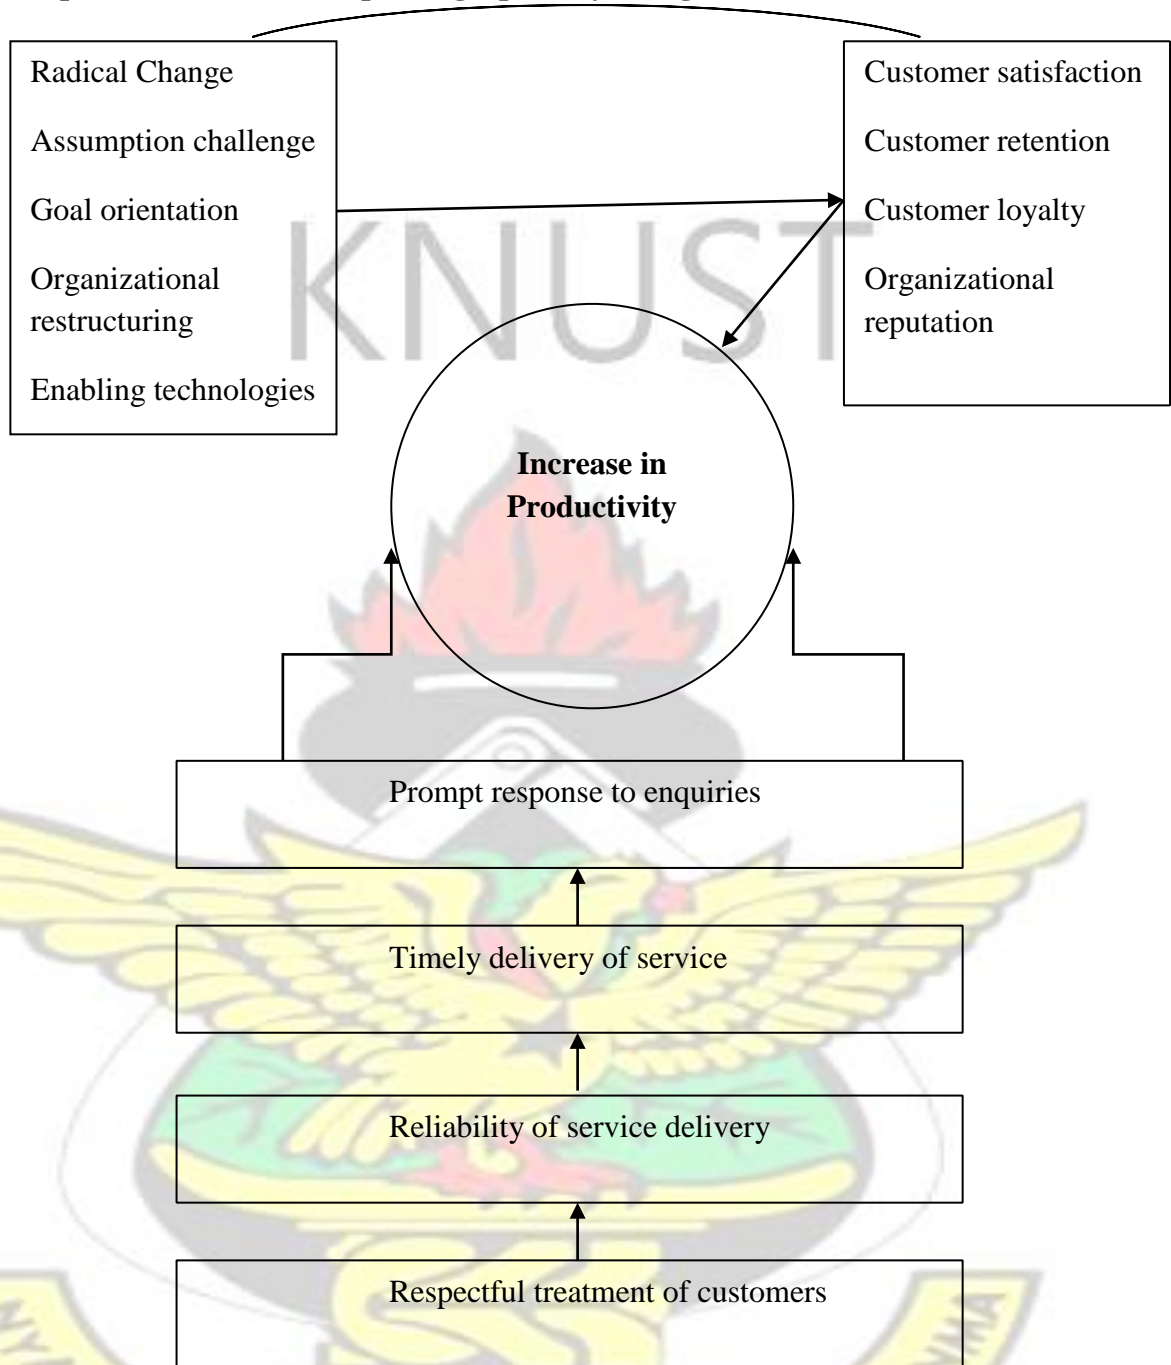 Radical Change
Assumption challenge
Goal orientation
Organizational
restructuring
Enabling technologies
Customer satisfaction
Customer retention
Customer loyalty
Organizational
reputation
KNUST
Increase in
Productivity
Prompt response to enquiries
Timely delivery of service
Reliability of service delivery
Respectful treatment of customers